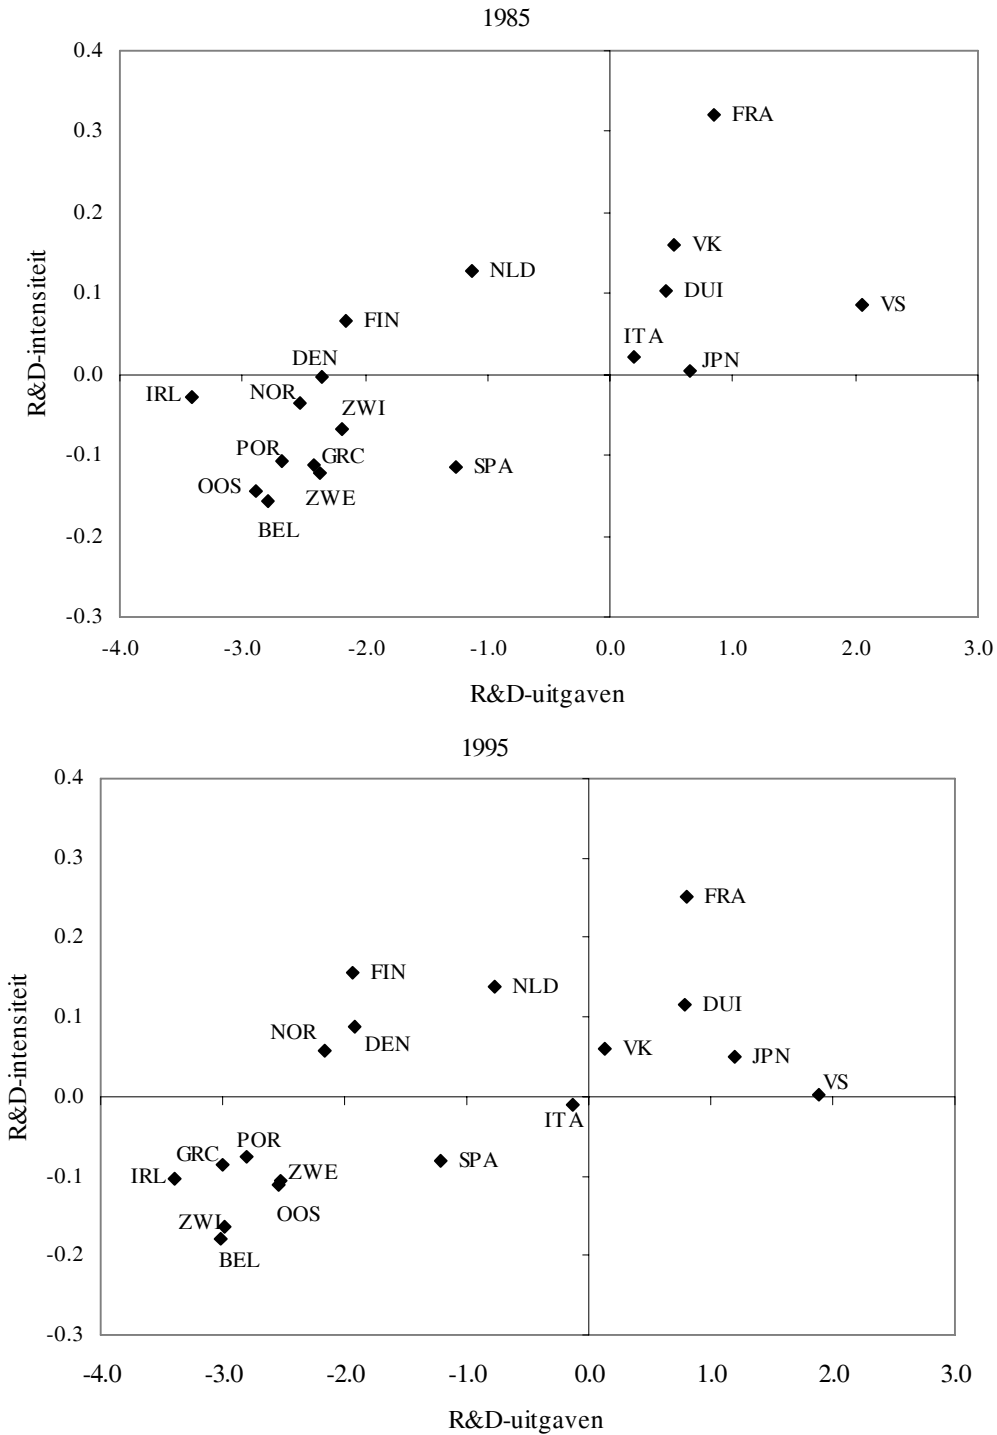 1985
0.4
FRA
0.3
0.2
VK
NLD
DUI
VS
0.1
FIN
ITA
DEN
JPN
0.0
IRL
NOR
ZWI
POR
GRC
-0.1
SPA
OOS
ZWE
BEL
-0.2
-0.3
R&D-intensiteit
-4.0 -3.0 -2.0 -1.0 0.0 1.0 2.0 3.0
R&D-uitgaven
1995
0.4
0.3
FRA
0.2
FIN
NLD
DUI
0.1
NOR
DEN
VK
JPN
VS
0.0
ITA
POR
GRC
SPA
IRL
ZWE
-0.1
OOS
ZWI
BEL
-0.2
-0.3
R&D-intensiteit
-4.0 -3.0 -2.0 -1.0 0.0 1.0 2.0 3.0
R&D-uitgaven